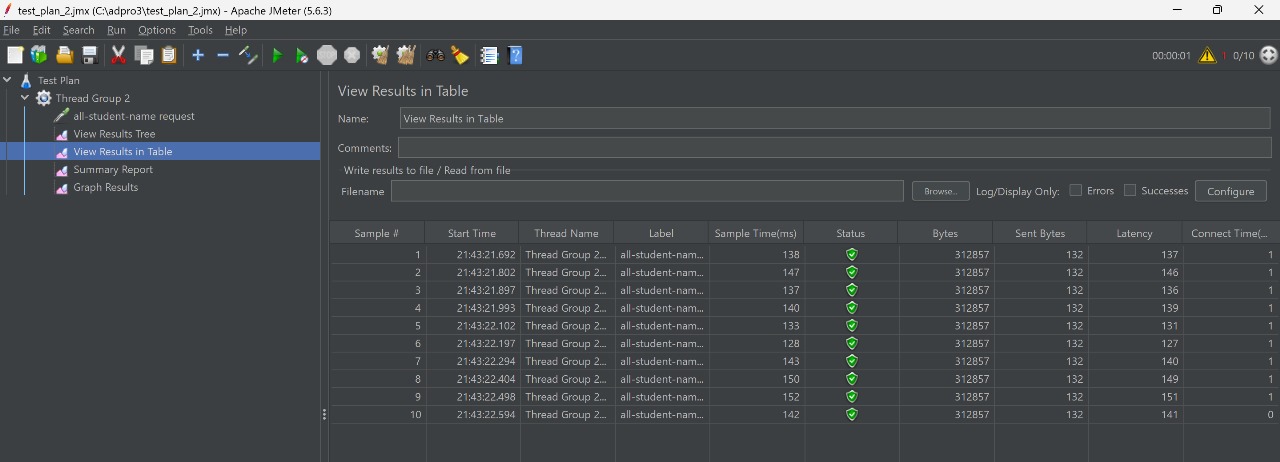 test_plan_2.jmx (C:\adpro3\test_plan_2.jmx) - Apache JMeter (5.6.3)
File Edit Search Run Options Tools Help
00:00:01 1 0/10
Test Plan
Thread Group 2
all-student-name request
View Results Tree
View Results in Table
Summary Report
Graph Results
View Results in Table
Name: View Results in Table
Comments:
Write results to file / Read from file
Filename Browse... Log/Display Only: Errors Successes Configure
Sample # Start Time Thread Name Label Sample Time(ms) Status Bytes Sent Bytes Latency Connect Time(...
1 21:43:21.692 Thread Group 2... all-student-nam... 138 312857 132 137 1
2 21:43:21.802 Thread Group 2... all-student-nam... 147 312857 132 146 1
3 21:43:21.897 Thread Group 2... all-student-nam... 137 312857 132 136 1
4 21:43:21.993 Thread Group 2... all-student-nam... 140 312857 132 139 1
5 21:43:22.102 Thread Group 2... all-student-nam... 133 312857 132 131 1
6 21:43:22.197 Thread Group 2... all-student-nam... 128 312857 132 127 1
7 21:43:22.294 Thread Group 2... all-student-nam... 143 312857 132 140 1
8 21:43:22.404 Thread Group 2... all-student-nam... 150 312857 132 149 1
9 21:43:22.498 Thread Group 2... all-student-nam... 152 312857 132 151 1
10 21:43:22.594 Thread Group 2... all-student-nam... 142 312857 132 141 0